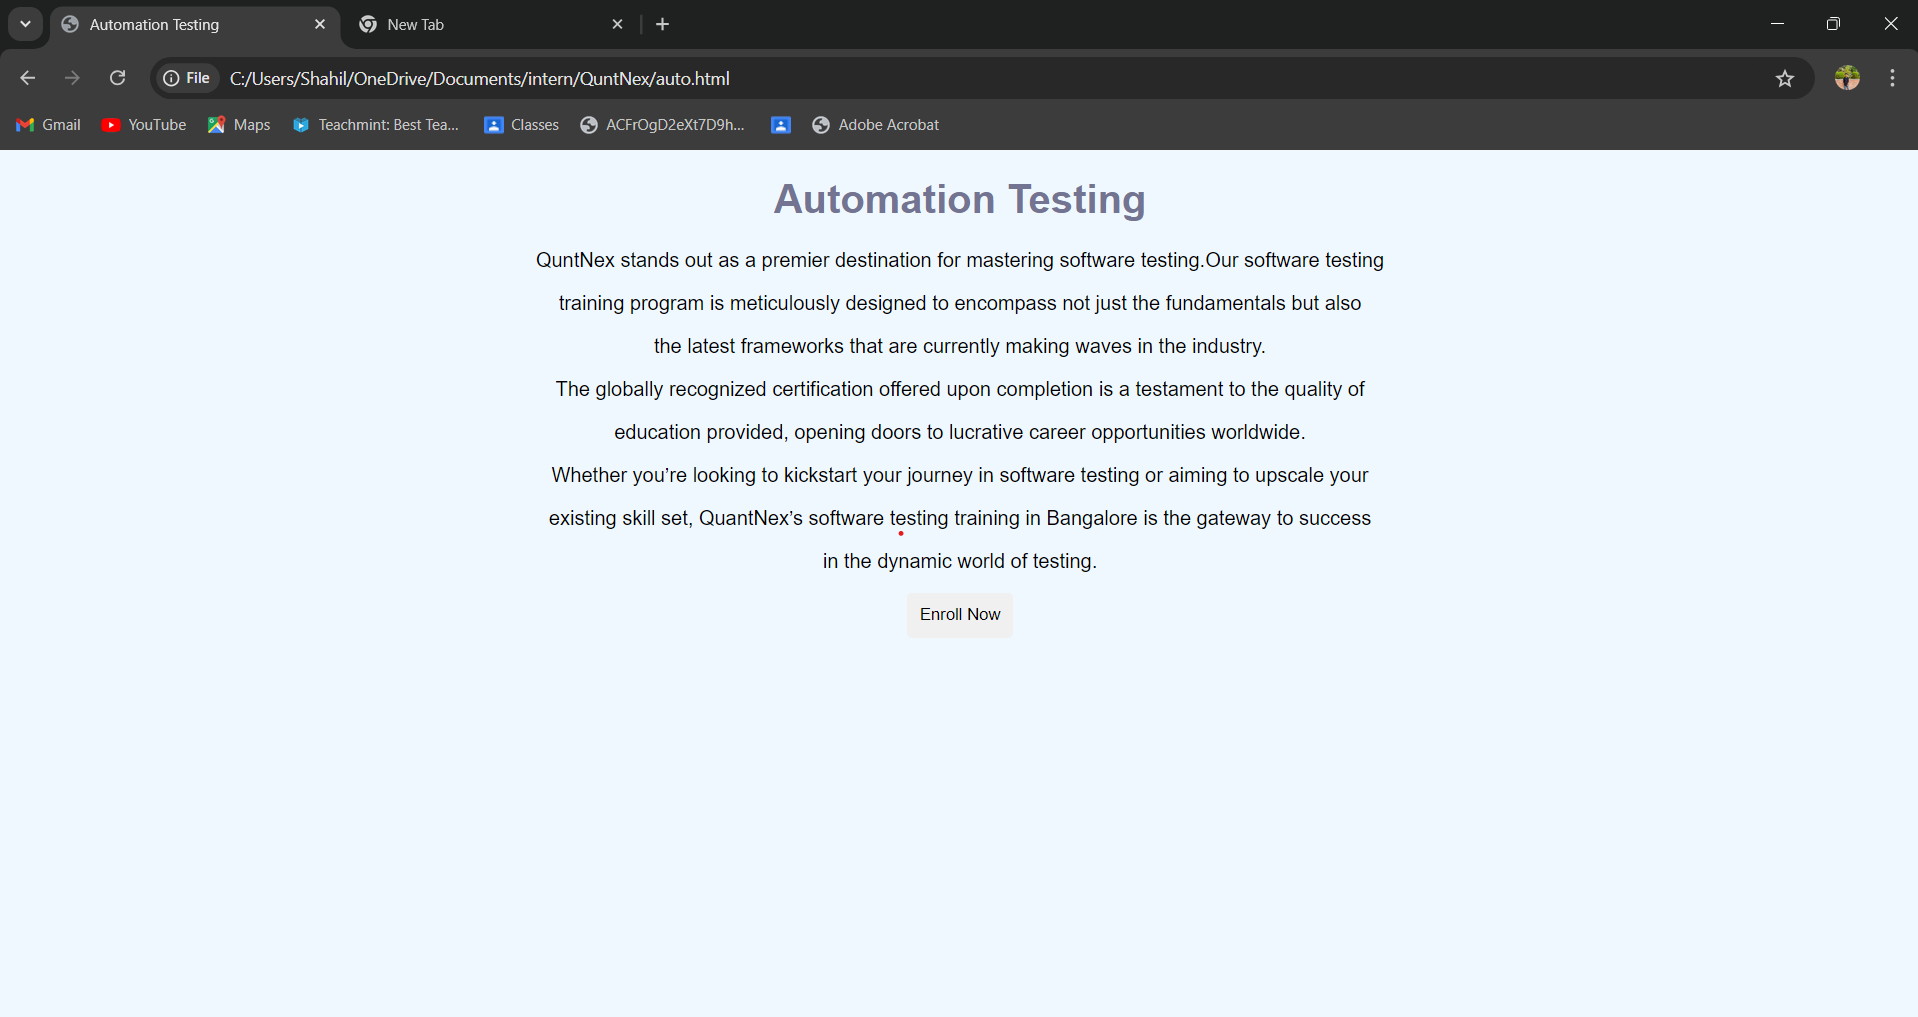 Automation Testing
New Tab
File
C:/Users/Shahil/OneDrive/Documents/intern/QuntNex/auto.html
Gmail
YouTube
Maps
Teachmint: Best Tea...
Classes
ACFrOgD2eXt7D9h...
Adobe Acrobat
Automation Testing
QuntNex stands out as a premier destination for mastering software testing.Our software testing
training program is meticulously designed to encompass not just the fundamentals but also
the latest frameworks that are currently making waves in the industry.
The globally recognized certification offered upon completion is a testament to the quality of
education provided, opening doors to lucrative career opportunities worldwide.
Whether you’re looking to kickstart your journey in software testing or aiming to upscale your
existing skill set, QuantNex’s software testing training in Bangalore is the gateway to success
in the dynamic world of testing.
Enroll Now